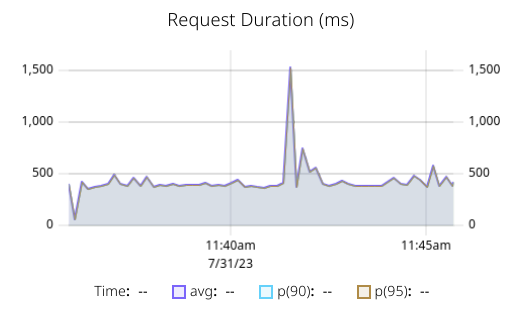 Request Duration (ms)
1,500 1,500
1,000 1,000
500 500
0 0
11:40am 11:45am
7/31/23
Time: -- avg: -- p(90): -- p(95): --